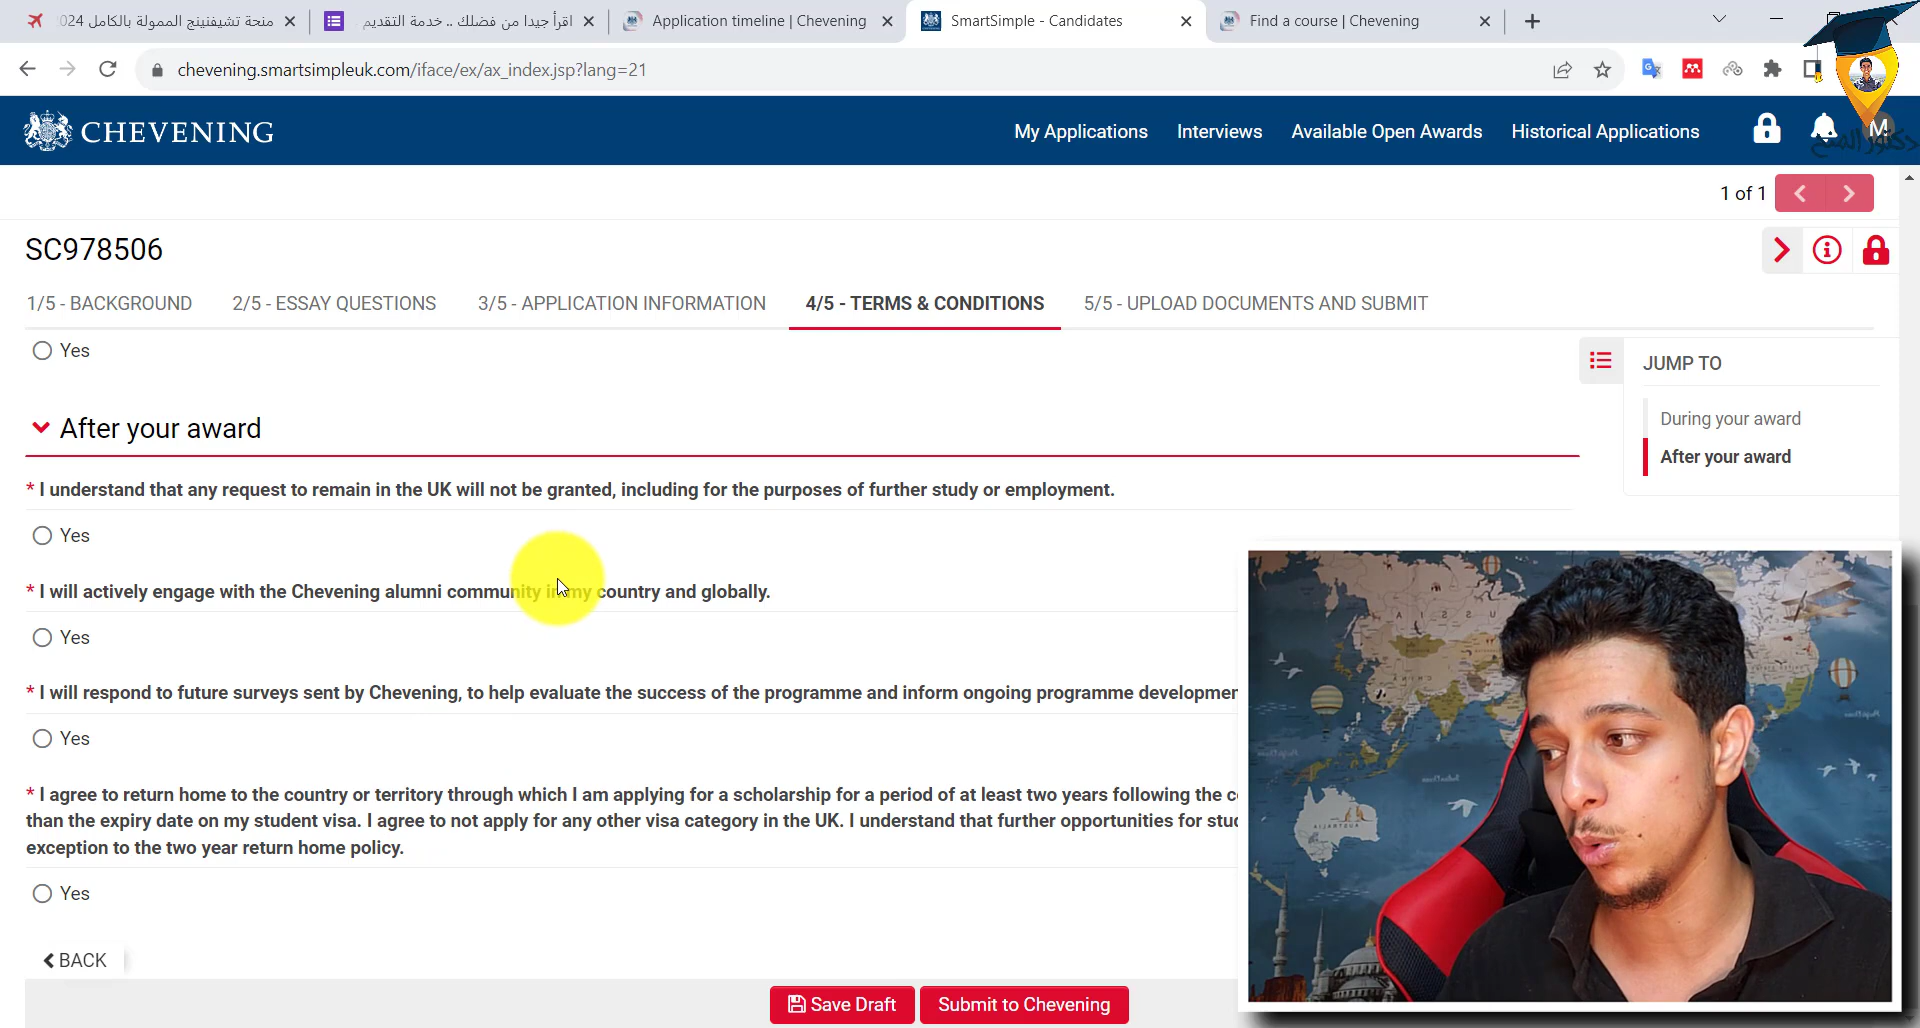 منحة تشيفنينج الممولة بالكامل 2024
اقرأ جيدا من فضلك .. خدمة التقديم
Application timeline | Chevening
SmartSimple - Candidates
Find a course | Chevening
chevening.smartsimpleuk.com/iface/ex/ax_index.jsp?lang=21
CHEVENING
My Applications
Interviews
Available Open Awards
Historical Applications
M
دكتور المنح
1 of 1
SC978506
1/5 - BACKGROUND
2/5 - ESSAY QUESTIONS
3/5 - APPLICATION INFORMATION
4/5 - TERMS & CONDITIONS
5/5 - UPLOAD DOCUMENTS AND SUBMIT
Yes
JUMP TO
During your award
After your award
After your award
* I understand that any request to remain in the UK will not be granted, including for the purposes of further study or employment.
Yes
* I will actively engage with the Chevening alumni community in my country and globally.
Yes
* I will respond to future surveys sent by Chevening, to help evaluate the success of the programme and inform ongoing programme
Yes
* I agree to return home to the country or territory through which I am applying for a scholarship for a period of at least two years following the
than the expiry date on my student visa. I agree to not apply for any other visa category in the UK. I understand that further opportunities for
exception to the two year return home policy.
Yes
BACK
Save Draft
Submit to Chevening